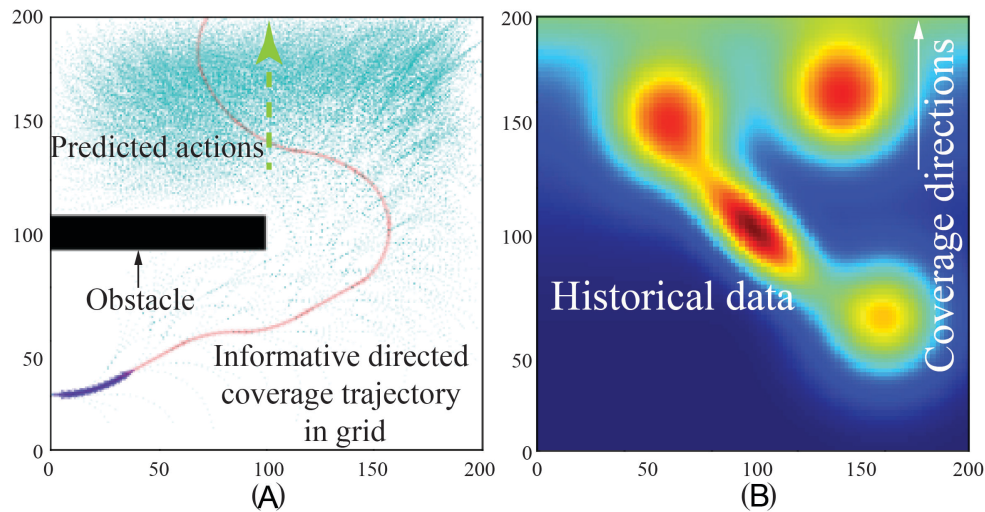 200
150
100
50
0
Predicted actions
Obstacle
Informative directed
coverage trajectory
in grid
0
50
100
150
200
(A)
200
150
100
50
0
Historical data
Coverage directions
0
50
100
150
200
(B)